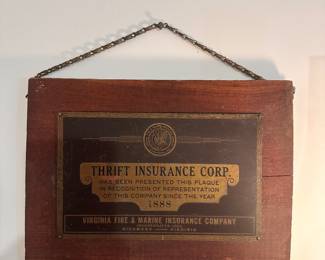 THRIFT INSURANCE CORP.
HAS BEEN PRESENTED THIS PLAQUE
IN RECOGNITION OF REPRESENTATION
OF THIS COMPANY SINCE THE YEAR
1888
VIRGINIA FIRE & MARINE INSURANCE COMPANY
RICHMOND VIRGINIA